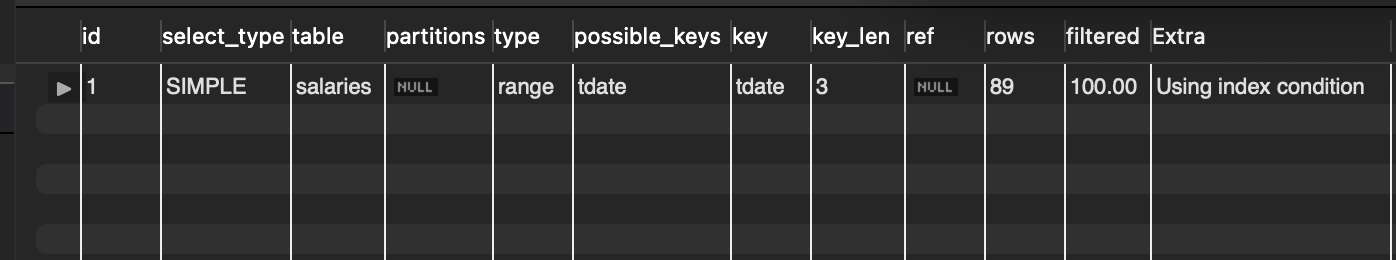 id select_type table partitions type possible_keys key key_len ref rows filtered Extra
1 SIMPLE salaries NULL range tdate tdate 3 NULL 89 100.00 Using index condition